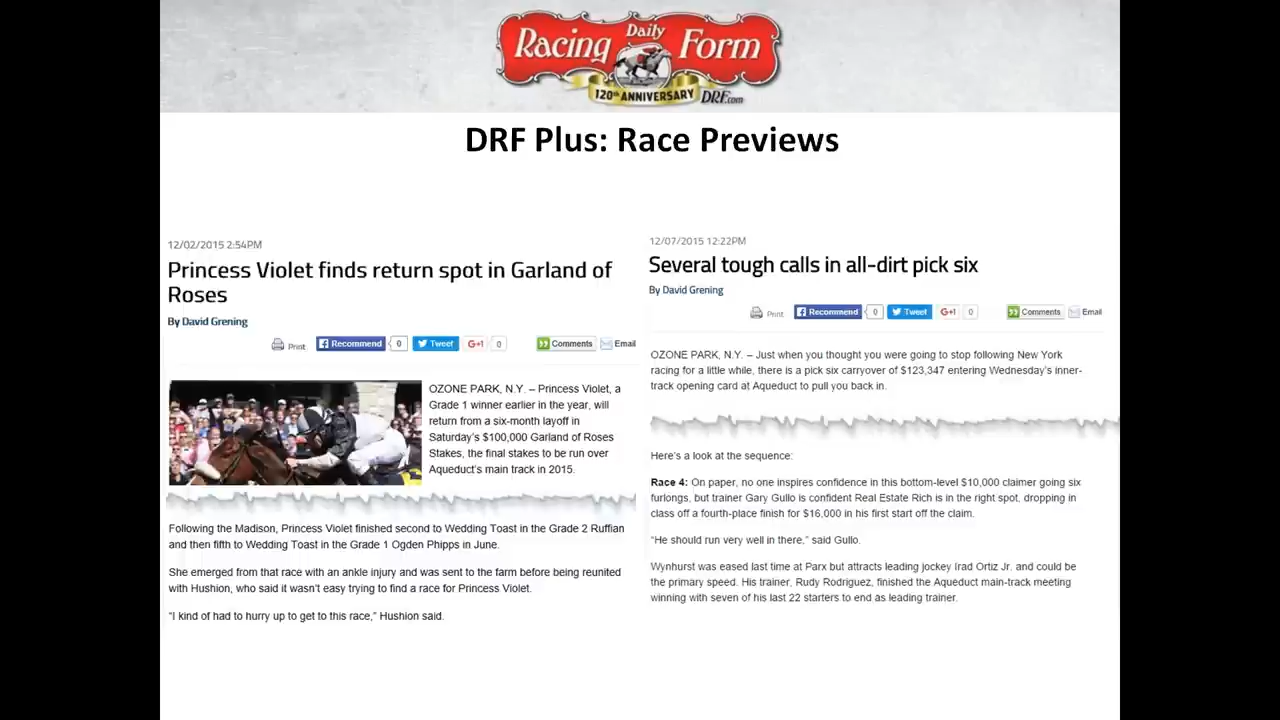 Racing Daily Form
120th ANNIVERSARY DRF.com
DRF Plus: Race Previews
12/02/2015 2:54PM
Princess Violet finds return spot in Garland of
Roses
By David Grening
Print
Recommend
0
Tweet
G+1
0
Comments
Email
OZONE PARK, N.Y. – Princess Violet, a
Grade 1 winner earlier in the year, will
return from a six-month layoff in
Saturday's $100,000 Garland of Roses
Stakes, the final stakes to be run over
Aqueduct's main track in 2015.
Following the Madison, Princess Violet finished second to Wedding Toast in the Grade 2 Ruffian
and then fifth to Wedding Toast in the Grade 1 Ogden Phipps in June.
She emerged from that race with an ankle injury and was sent to the farm before being reunited
with Hushion, who said it wasn't easy trying to find a race for Princess Violet.
“I kind of had to hurry up to get to this race,” Hushion said.
12/07/2015 12:22PM
Several tough calls in all-dirt pick six
By David Grening
Print
Recommend
0
Tweet
G+1
0
Comments
Email
OZONE PARK, N.Y. – Just when you thought you were going to stop following New York
racing for a little while, there is a pick six carryover of $123,347 entering Wednesday's inner-
track opening card at Aqueduct to pull you back in.
Here's a look at the sequence:
Race 4: On paper, no one inspires confidence in this bottom-level $10,000 claimer going six
furlongs, but trainer Gary Gullo is confident Real Estate Rich is in the right spot, dropping in
class off a fourth-place finish for $16,000 in his first start off the claim.
“He should run very well in there,” said Gullo.
Wynhurst was eased last time at Parx but attracts leading jockey Irad Ortiz Jr. and could be
the primary speed. His trainer, Rudy Rodriguez, finished the Aqueduct main-track meeting
winning with seven of his last 22 starters to end as leading trainer.